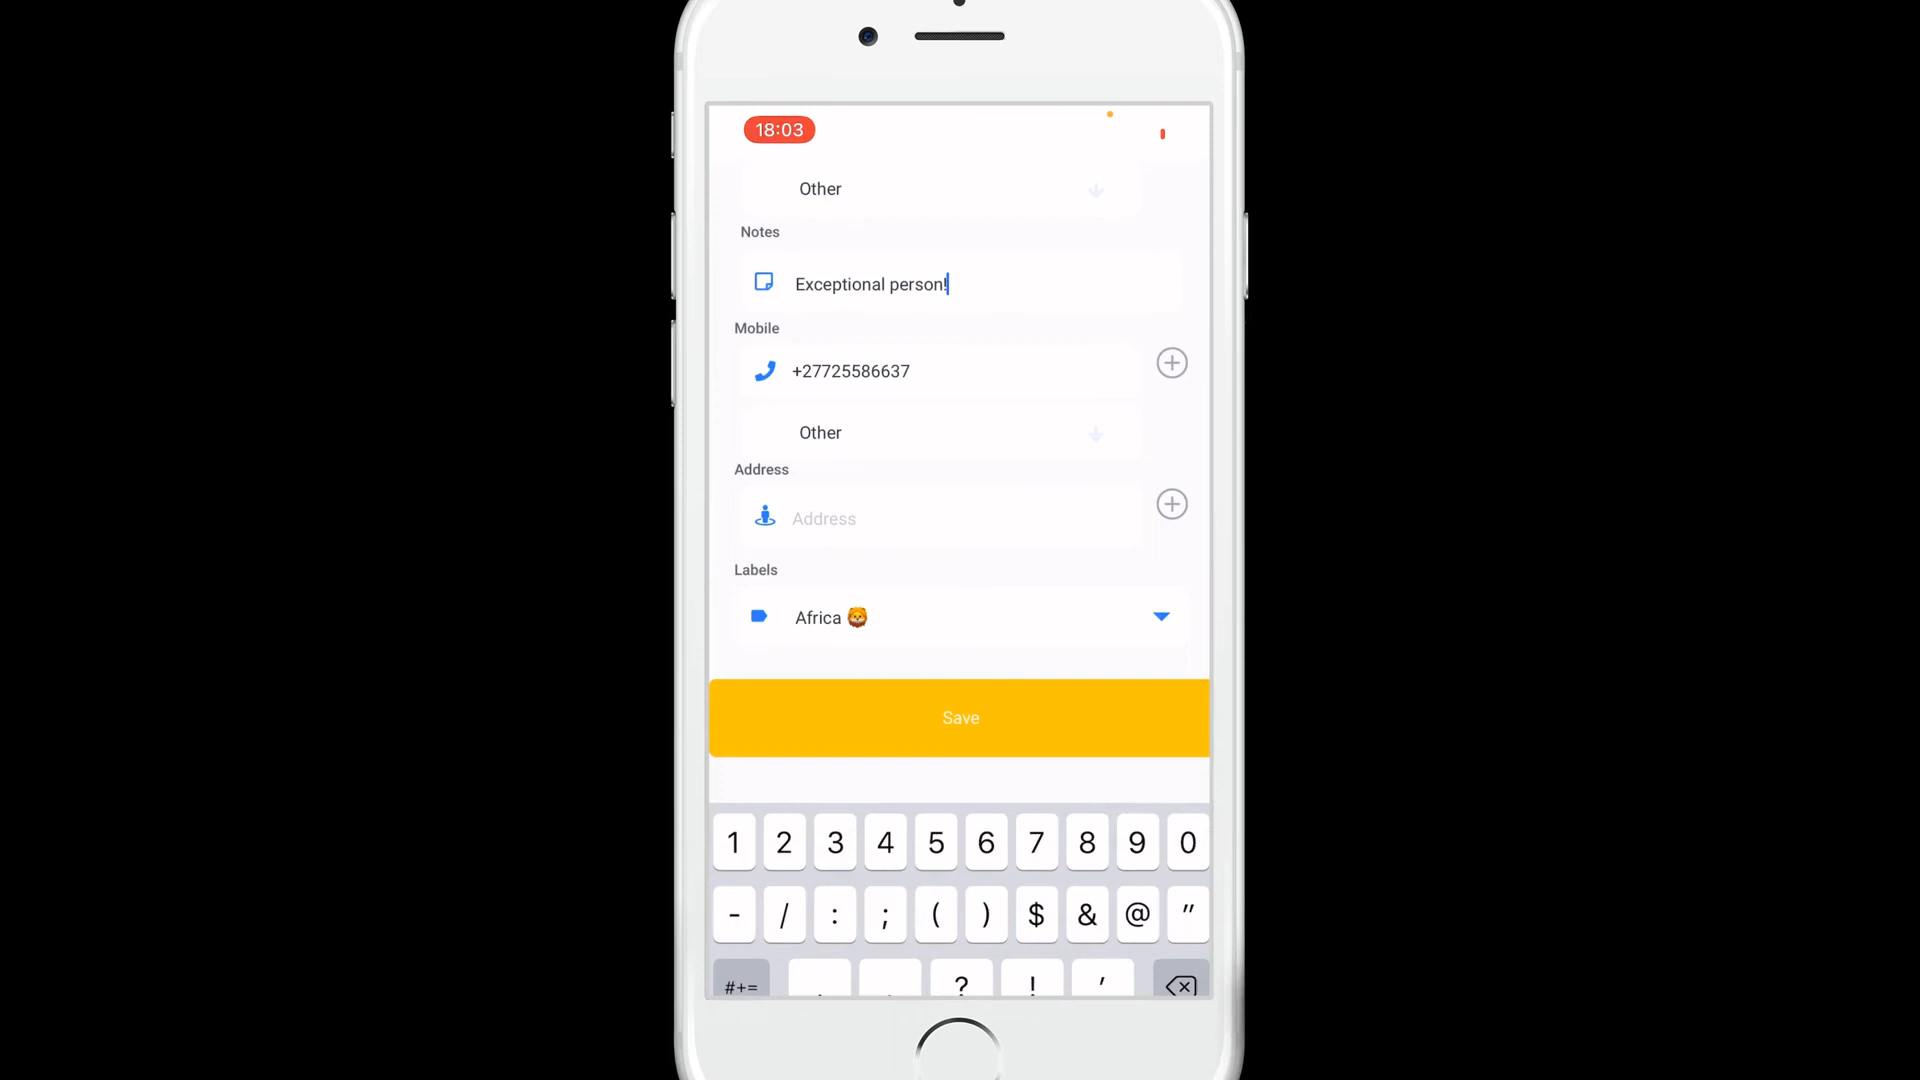 18:03
Other
Notes
Exceptional person!
Mobile
+27725586637
Other
Address
Address
Labels
Africa 🦁
Save
1 2 3 4 5 6 7 8 9 0
- / : ; ( ) $ & @ "
#+= . , ? ! '